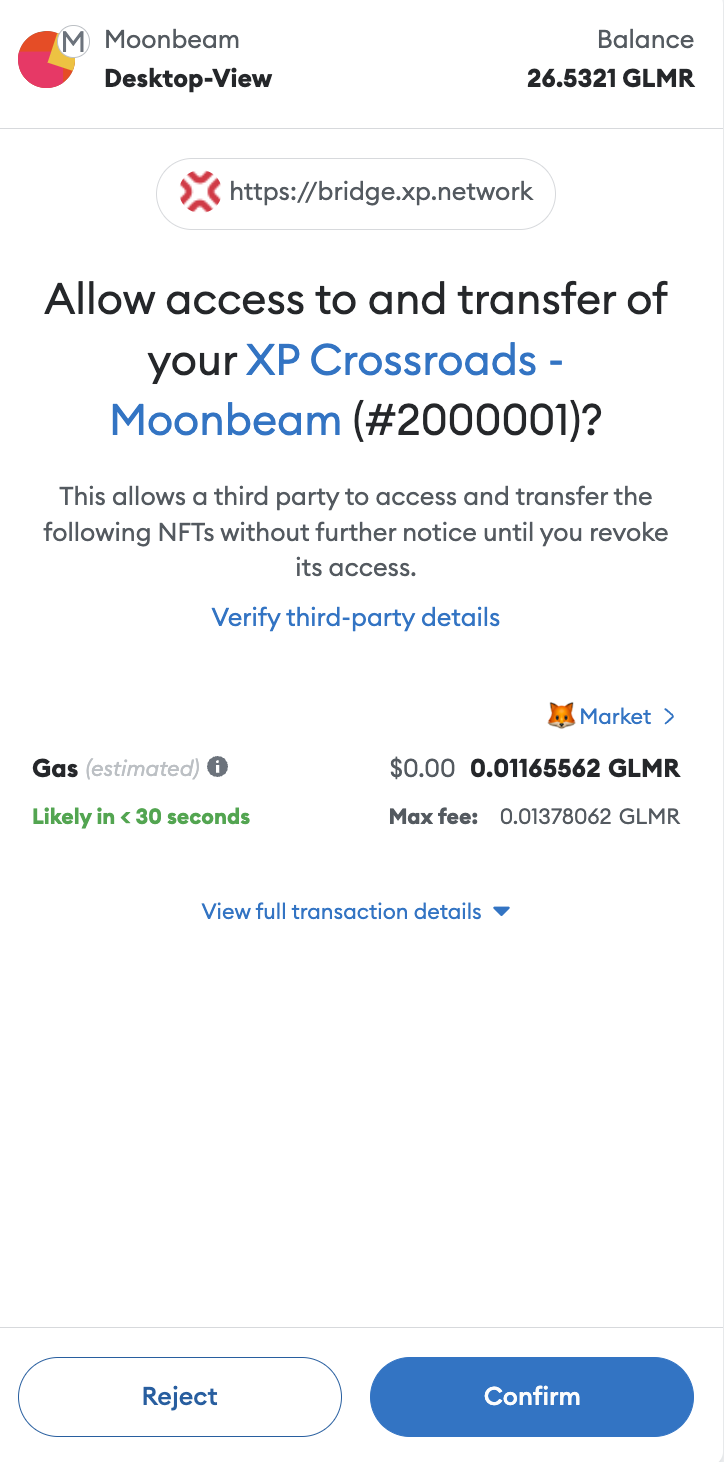 M
Moonbeam
Balance
Desktop-View
26.5321 GLMR
https://bridge.xp.network
Allow access to and transfer of
your XP Crossroads -
Moonbeam (#2000001)?
This allows a third party to access and transfer the
following NFTs without further notice until you revoke
its access.
Verify third-party details
Market >
Gas (estimated) i $0.00 0.01165562 GLMR
Likely in < 30 seconds Max fee: 0.01378062 GLMR
View full transaction details
Reject
Confirm